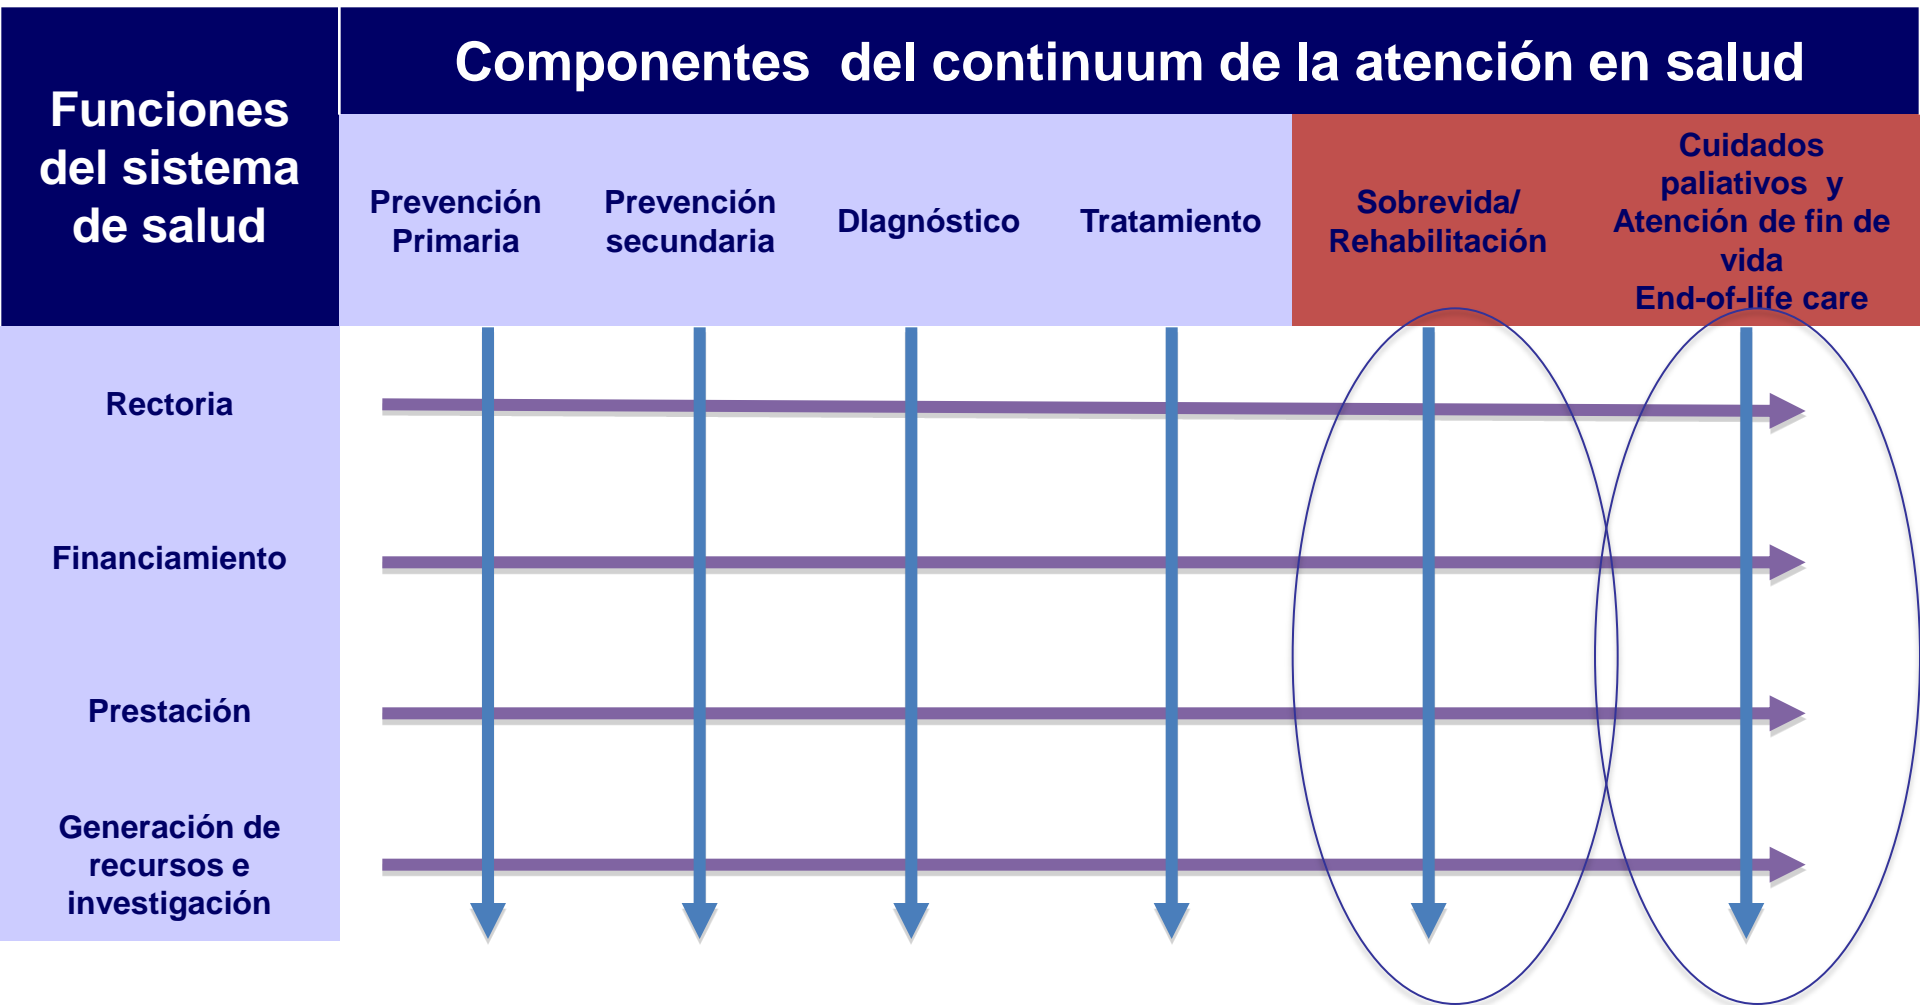 Funciones
del sistema
de salud
Componentes  del continuum de la atención en salud
Prevención
Primaria
Prevención
secundaria
DIagnóstico
Tratamiento
Sobrevida/
Rehabilitación
Cuidados
paliativos  y
Atención de fin de
vida
End-of-life care
Rectoria
Financiamiento
Prestación
Generación de
recursos e
investigación